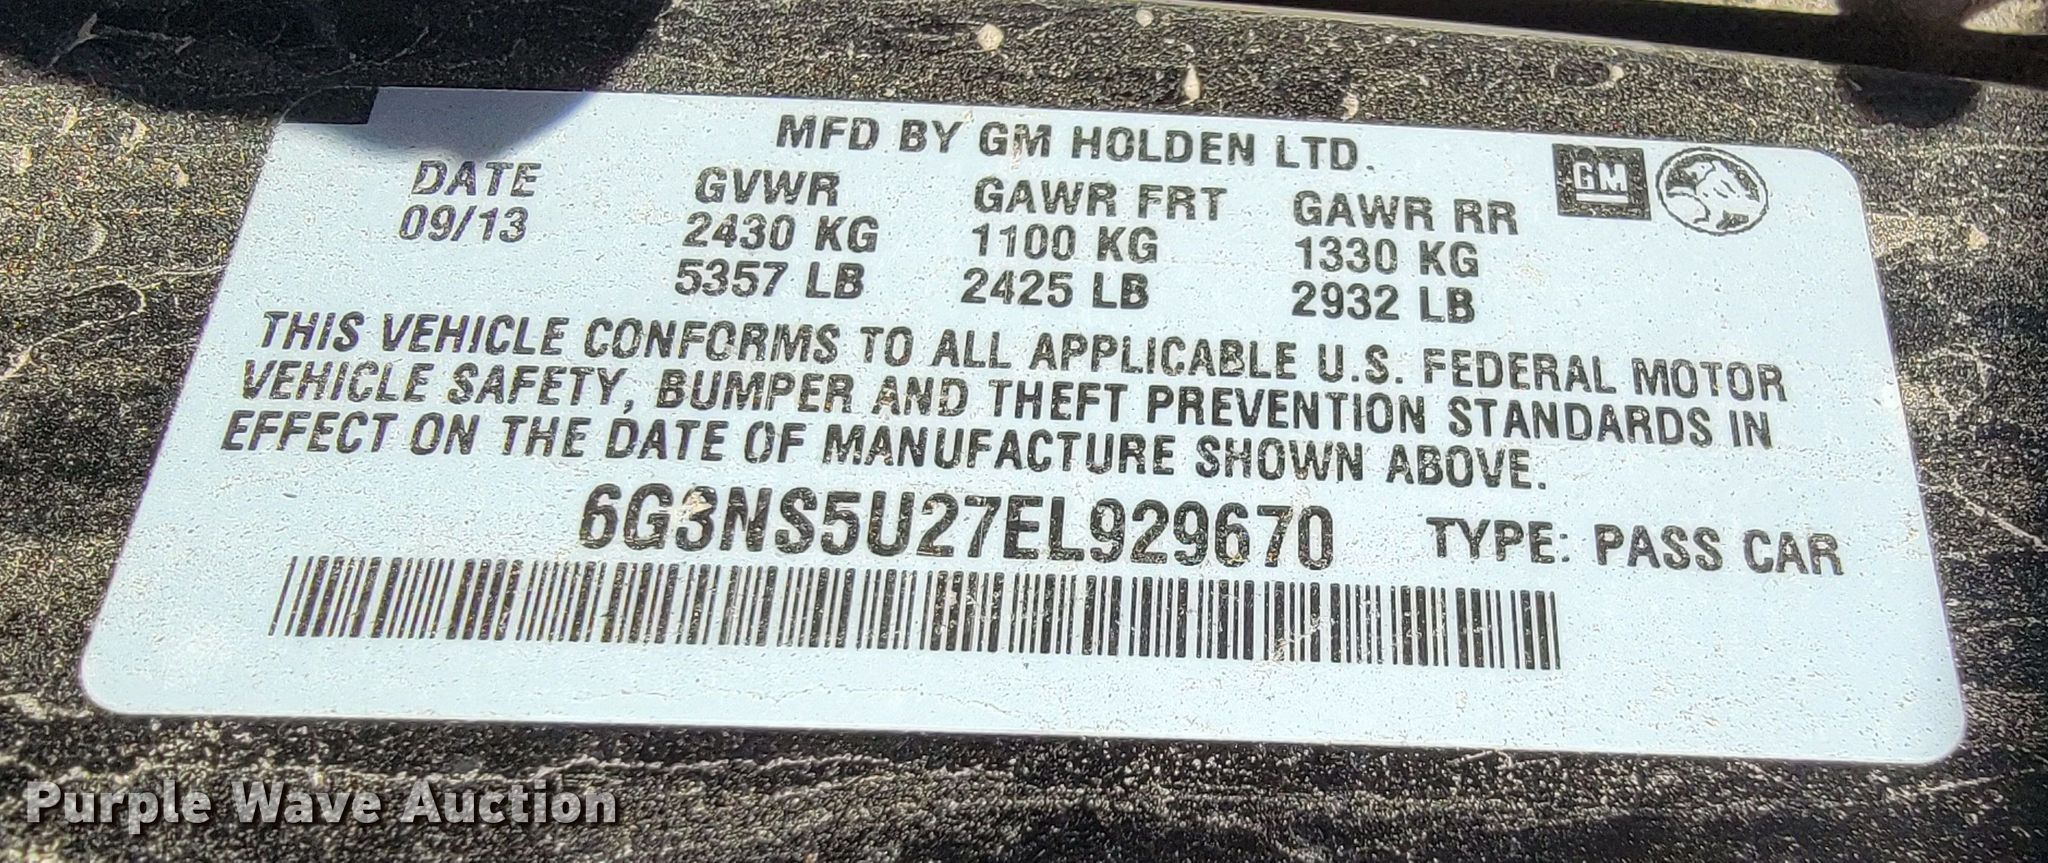 MFD BY GM HOLDEN LTD.
GM
DATE GVWR GAWR FRT GAWR RR
09/13 2430 KG 1100 KG 1330 KG
5357 LB 2425 LB 2932 LB
THIS VEHICLE CONFORMS TO ALL APPLICABLE U.S. FEDERAL MOTOR
VEHICLE SAFETY, BUMPER AND THEFT PREVENTION STANDARDS IN
EFFECT ON THE DATE OF MANUFACTURE SHOWN ABOVE.
6G3NS5U27EL929670 TYPE: PASS CAR
Purple Wave Auction